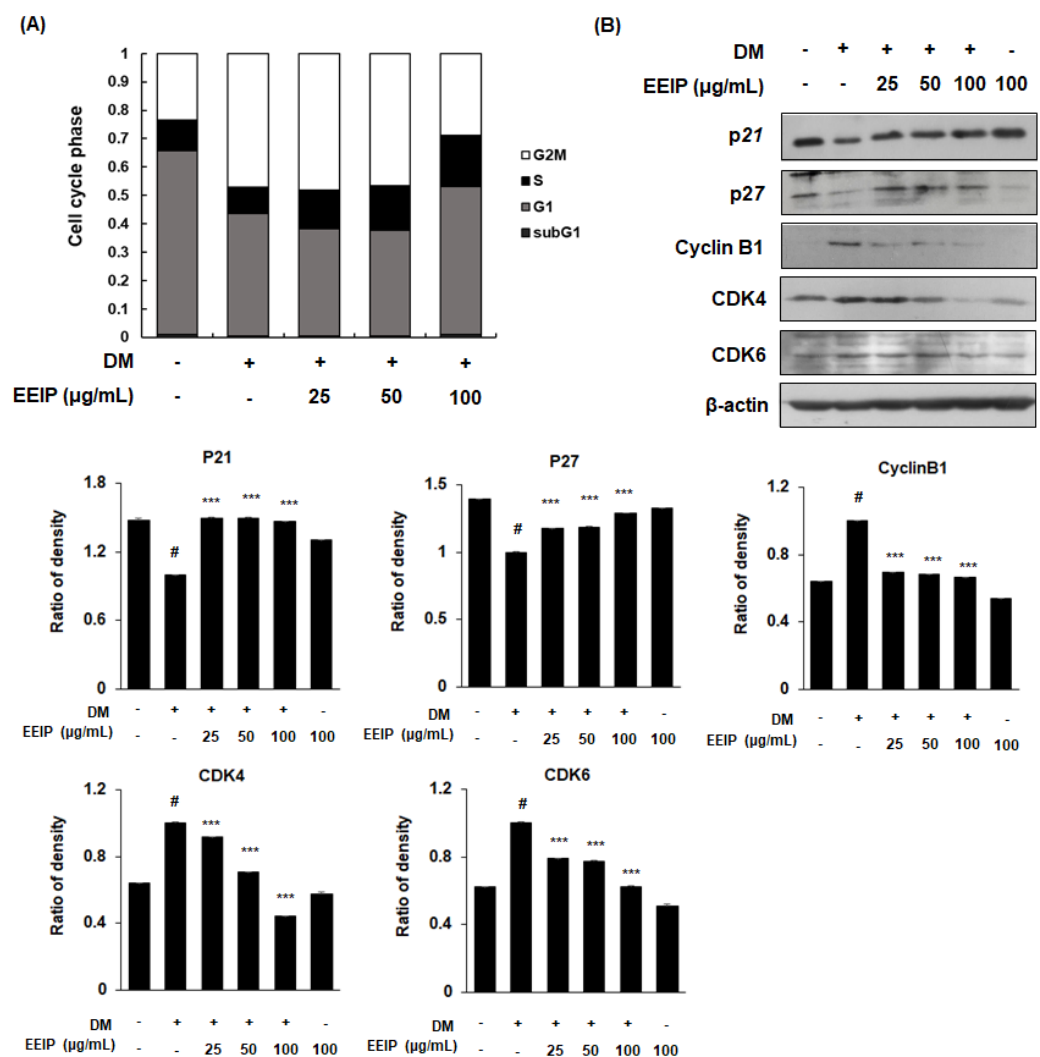 (A)
1
0.9
0.8
0.7
0.6
0.5
0.4
0.3
0.2
0.1
0
Cell cycle phase
G2M
S
G1
subG1
DM - + + + +
EEIP (µg/mL) - - 25 50 100
(B)
DM - + + + + -
EEIP (µg/mL) - - 25 50 100 100
p21
p27
Cyclin B1
CDK4
CDK6
β-actin
P21
1.8
1.2
0.6
0
Ratio of density
# *** *** ***
DM - + + + + -
EEIP (µg/mL) - 25 50 100 100
P27
1.5
1
0.5
0
Ratio of density
# *** *** ***
DM - + + + + -
EEIP (µg/mL) - 25 50 100 100
CyclinB1
1.2
0.6
0
Ratio of density
# *** *** ***
DM - + + + + -
EEIP (µg/mL) - - 25 50 100 100
CDK4
1.2
0.8
0.4
0
Ratio of density
# *** *** ***
DM - + + + + -
EEIP (µg/mL) - - 25 50 100 100
CDK6
1.2
0.8
0.4
0
Ratio of density
# *** *** ***
DM - + + + + -
EEIP (µg/mL) - - 25 50 100 100